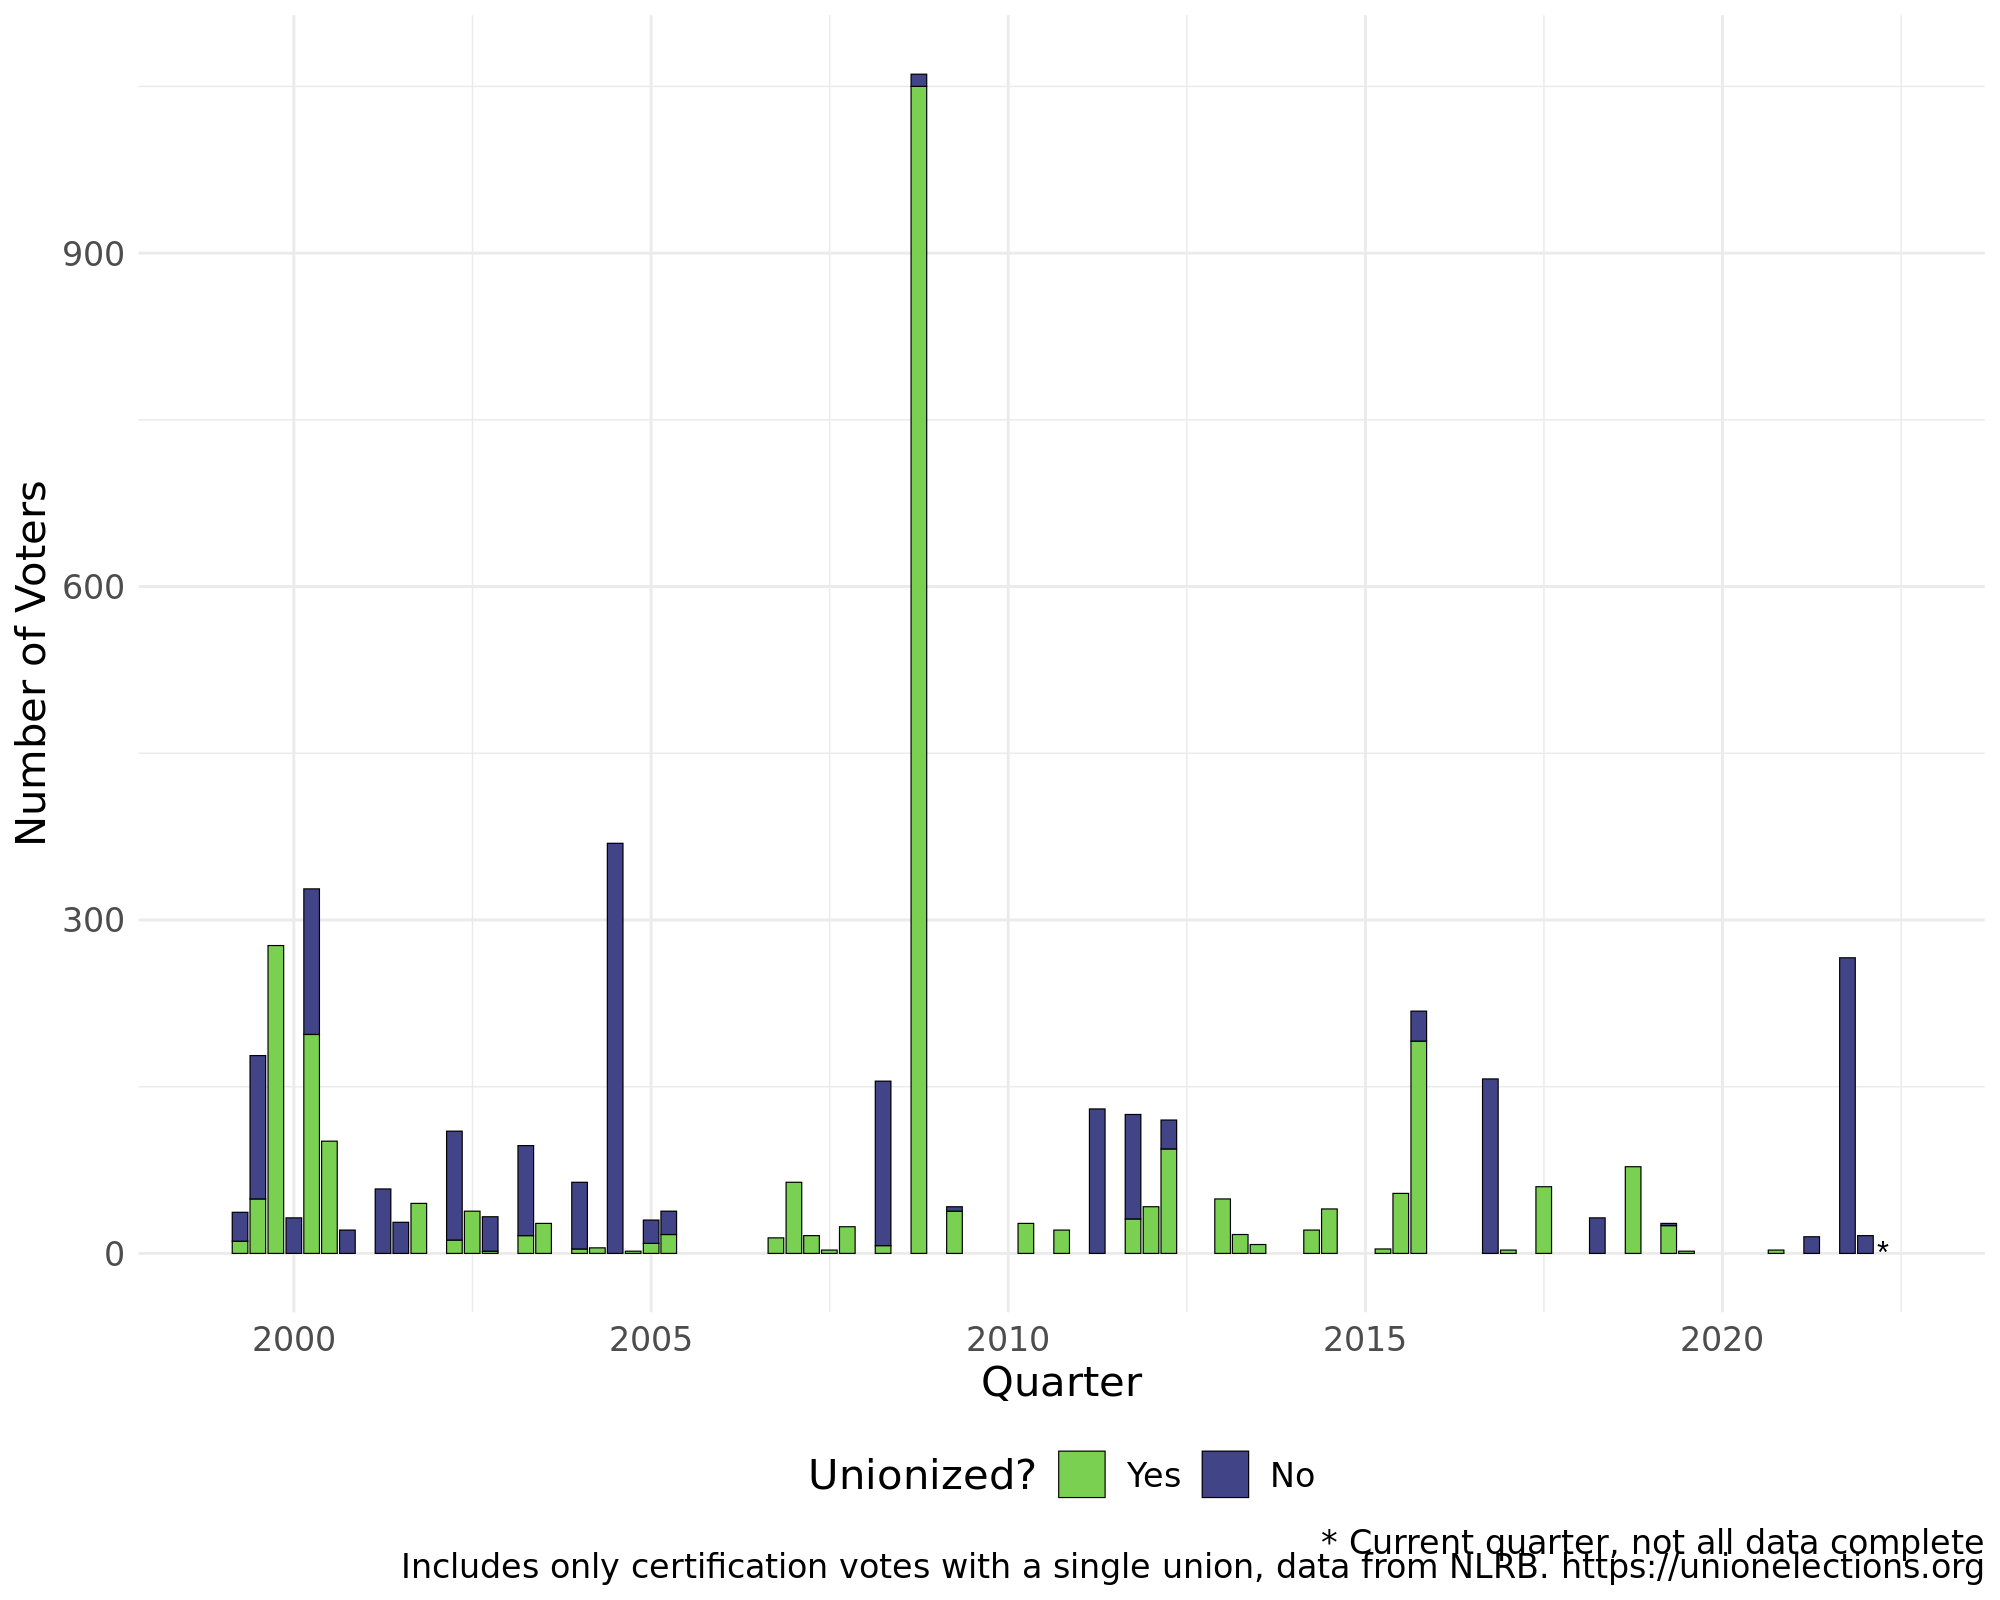 900
600
300
0
Number of Voters
*
2000 2005 2010 2015 2020
Quarter
Unionized? Yes No
* Current quarter, not all data complete
Includes only certification votes with a single union, data from NLRB. https://unionelections.org